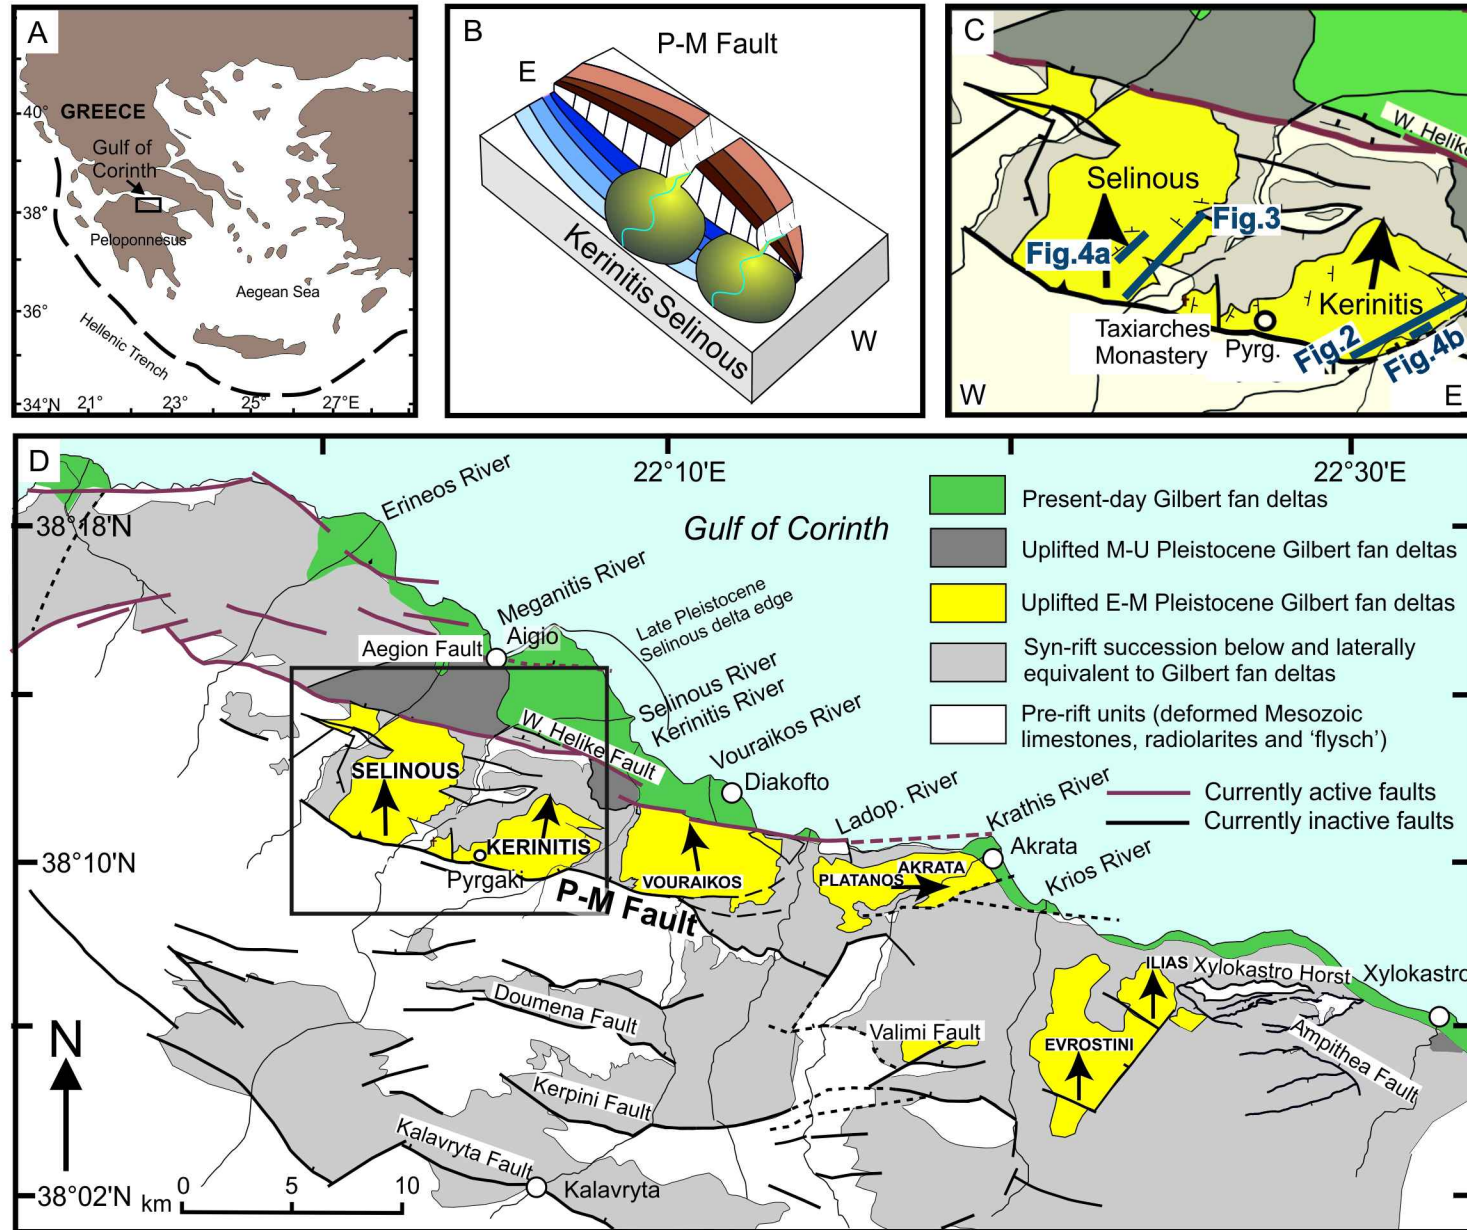 A
GREECE
Gulf of
Corinth
Peloponnesus
Aegean Sea
Hellenic Trench
40°
38°
36°
34°N
21°
23°
25°
27°E
B
P-M Fault
E
Kerinitis Selinous
W
C
W. Helike
Selinous
Fig.3
Fig.4a
Kerinitis
Taxiarches
Monastery
Pyrg.
Fig.2
Fig.4b
W
E
D
22°10'E
22°30'E
38°18'N
38°10'N
38°02'N
Erineos River
Gulf of Corinth
Meganitis River
Late Pleistocene
Selinous delta edge
Aegion Fault
Aigio
Selinous River
Kerinitis River
Vouraikos River
W. Helike Fault
Diakofto
Ladop. River
Krathis River
Akrata
Krios River
SELINOUS
KERINITIS
Pyrgaki
P-M Fault
VOURAIKOS
PLATANOS
AKRATA
ILIAS
Xylokastro Horst
Xylokastro
EVROSTINI
Ampithea Fault
Valimi Fault
Doumena Fault
Kerpini Fault
Kalavryta Fault
Kalavryta
N
km
0
5
10
Present-day Gilbert fan deltas
Uplifted M-U Pleistocene Gilbert fan deltas
Uplifted E-M Pleistocene Gilbert fan deltas
Syn-rift succession below and laterally
equivalent to Gilbert fan deltas
Pre-rift units (deformed Mesozoic
limestones, radiolarites and ‘flysch’)
Currently active faults
Currently inactive faults